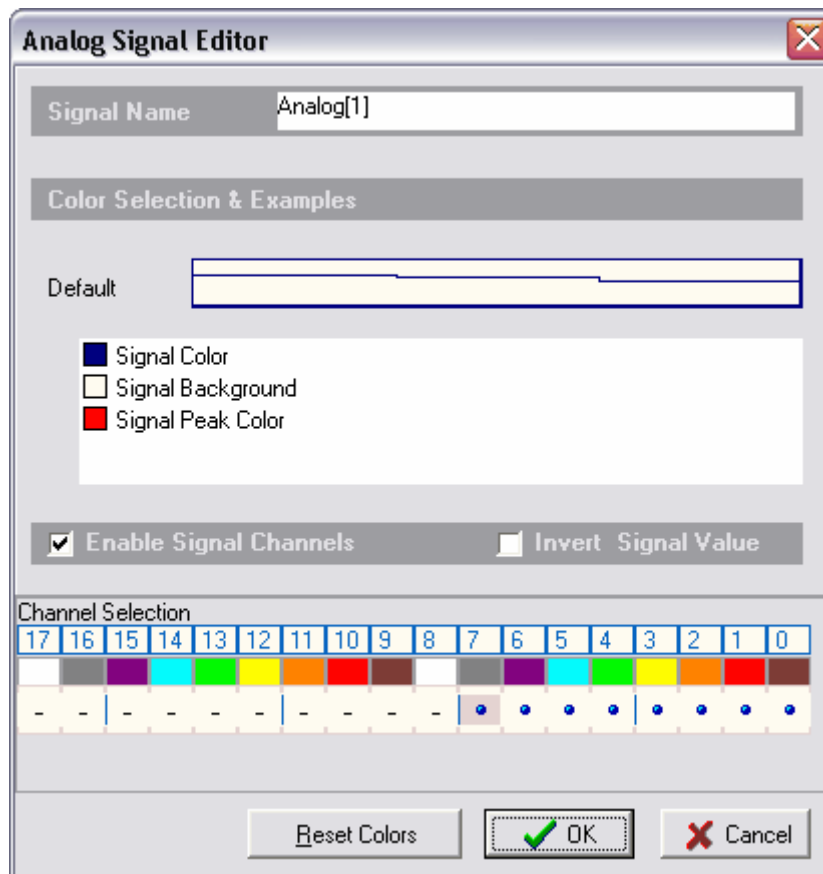 Analog Signal Editor
Signal Name Analog[1]
Color Selection & Examples
Default
Signal Color
Signal Background
Signal Peak Color
Enable Signal Channels Invert Signal Value
Channel Selection
17 16 15 14 13 12 11 10 9 8 7 6 5 4 3 2 1 0
- - - - - - - - - -
Reset Colors OK Cancel